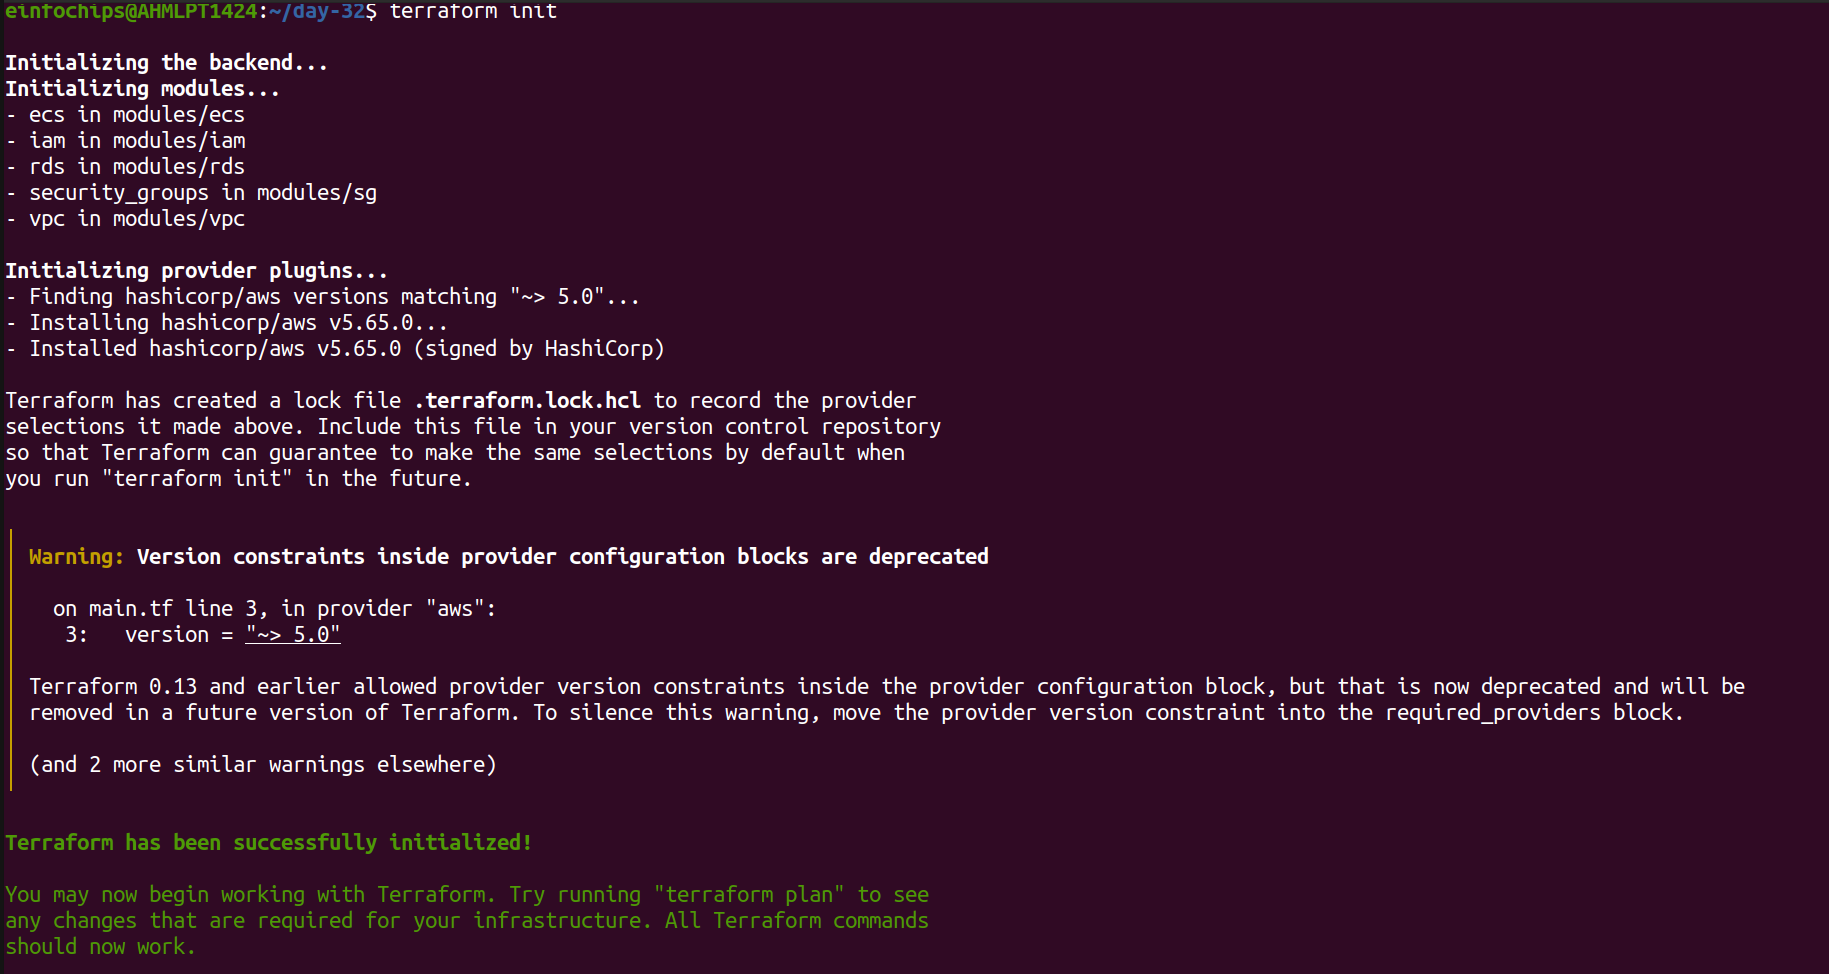 einfochips@AHMLPT1424:~/day-32$ terraform init
Initializing the backend...
Initializing modules...
- ecs in modules/ecs
- iam in modules/iam
- rds in modules/rds
- security_groups in modules/sg
- vpc in modules/vpc
Initializing provider plugins...
- Finding hashicorp/aws versions matching "~> 5.0"...
- Installing hashicorp/aws v5.65.0...
- Installed hashicorp/aws v5.65.0 (signed by HashiCorp)
Terraform has created a lock file .terraform.lock.hcl to record the provider
selections it made above. Include this file in your version control repository
so that Terraform can guarantee to make the same selections by default when
you run "terraform init" in the future.
Warning: Version constraints inside provider configuration blocks are deprecated
on main.tf line 3, in provider "aws":
3:   version = "~> 5.0"
Terraform 0.13 and earlier allowed provider version constraints inside the provider configuration block, but that is now deprecated and will be
removed in a future version of Terraform. To silence this warning, move the provider version constraint into the required_providers block.
(and 2 more similar warnings elsewhere)
Terraform has been successfully initialized!
You may now begin working with Terraform. Try running "terraform plan" to see
any changes that are required for your infrastructure. All Terraform commands
should now work.